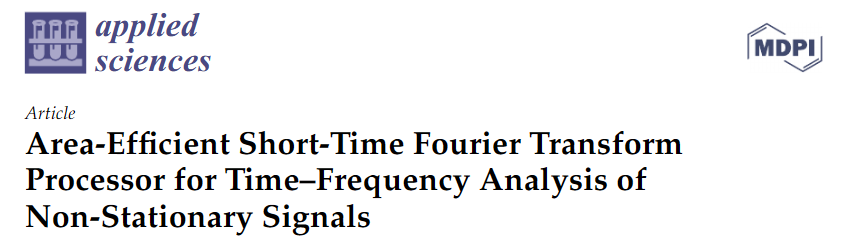 applied
sciences
MDPI
Article
Area-Efficient Short-Time Fourier Transform
Processor for Time–Frequency Analysis of
Non-Stationary Signals